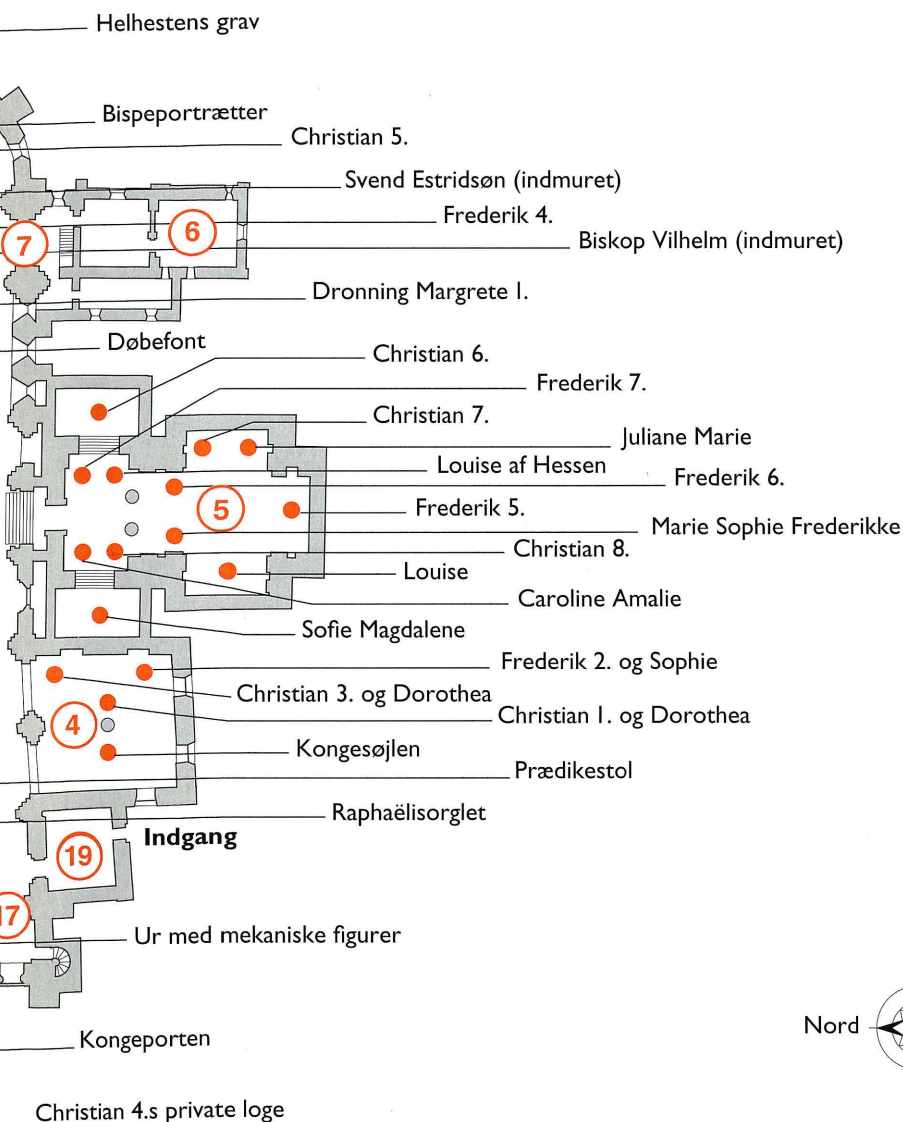 Helhestens grav
Bispeportrætter
Christian 5.
Svend Estridsøn (indmuret)
Frederik 4.
6
7
Biskop Vilhelm (indmuret)
Dronning Margrete I.
Døbefont
Christian 6.
Frederik 7.
Christian 7.
Juliane Marie
Louise af Hessen
Frederik 6.
5
Frederik 5.
Marie Sophie Frederikke
Christian 8.
Louise
Caroline Amalie
Sofie Magdalene
Frederik 2. og Sophie
Christian 3. og Dorothea
Christian I. og Dorothea
4
Kongesøjlen
Prædikestol
Raphaëlisorglet
Indgang
19
17
Ur med mekaniske figurer
Nord
Kongeporten
Christian 4.s private loge